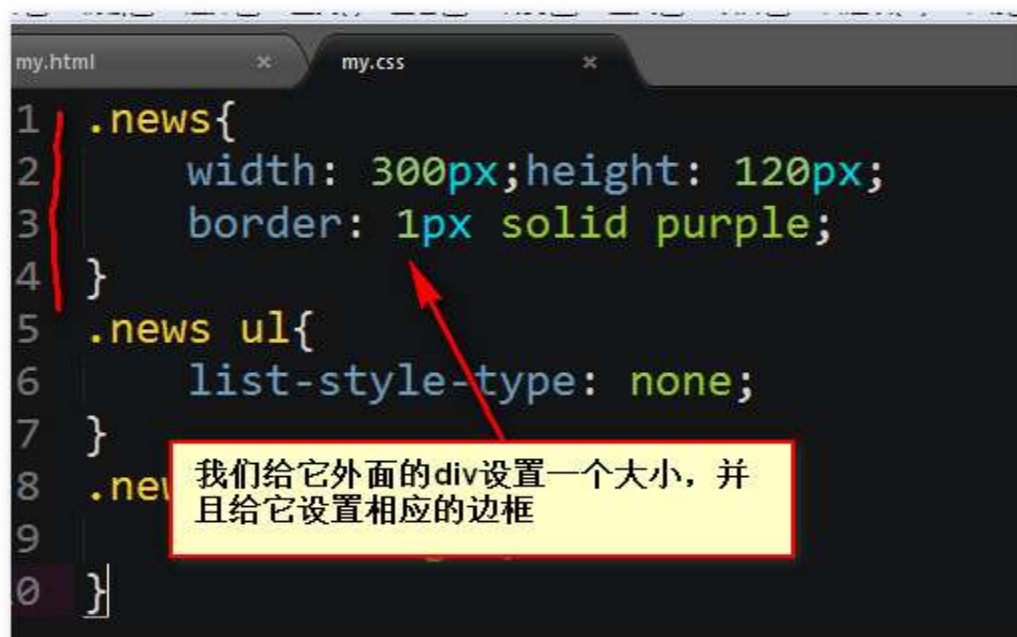 my.html × my.css ×
1 .news{
2 width: 300px;height: 120px;
3 border: 1px solid purple;
4 }
5 .news ul{
6 list-style-type: none;
7 }
8
9
0 }
我们给它外面的div设置一个大小，并
且给它设置相应的边框